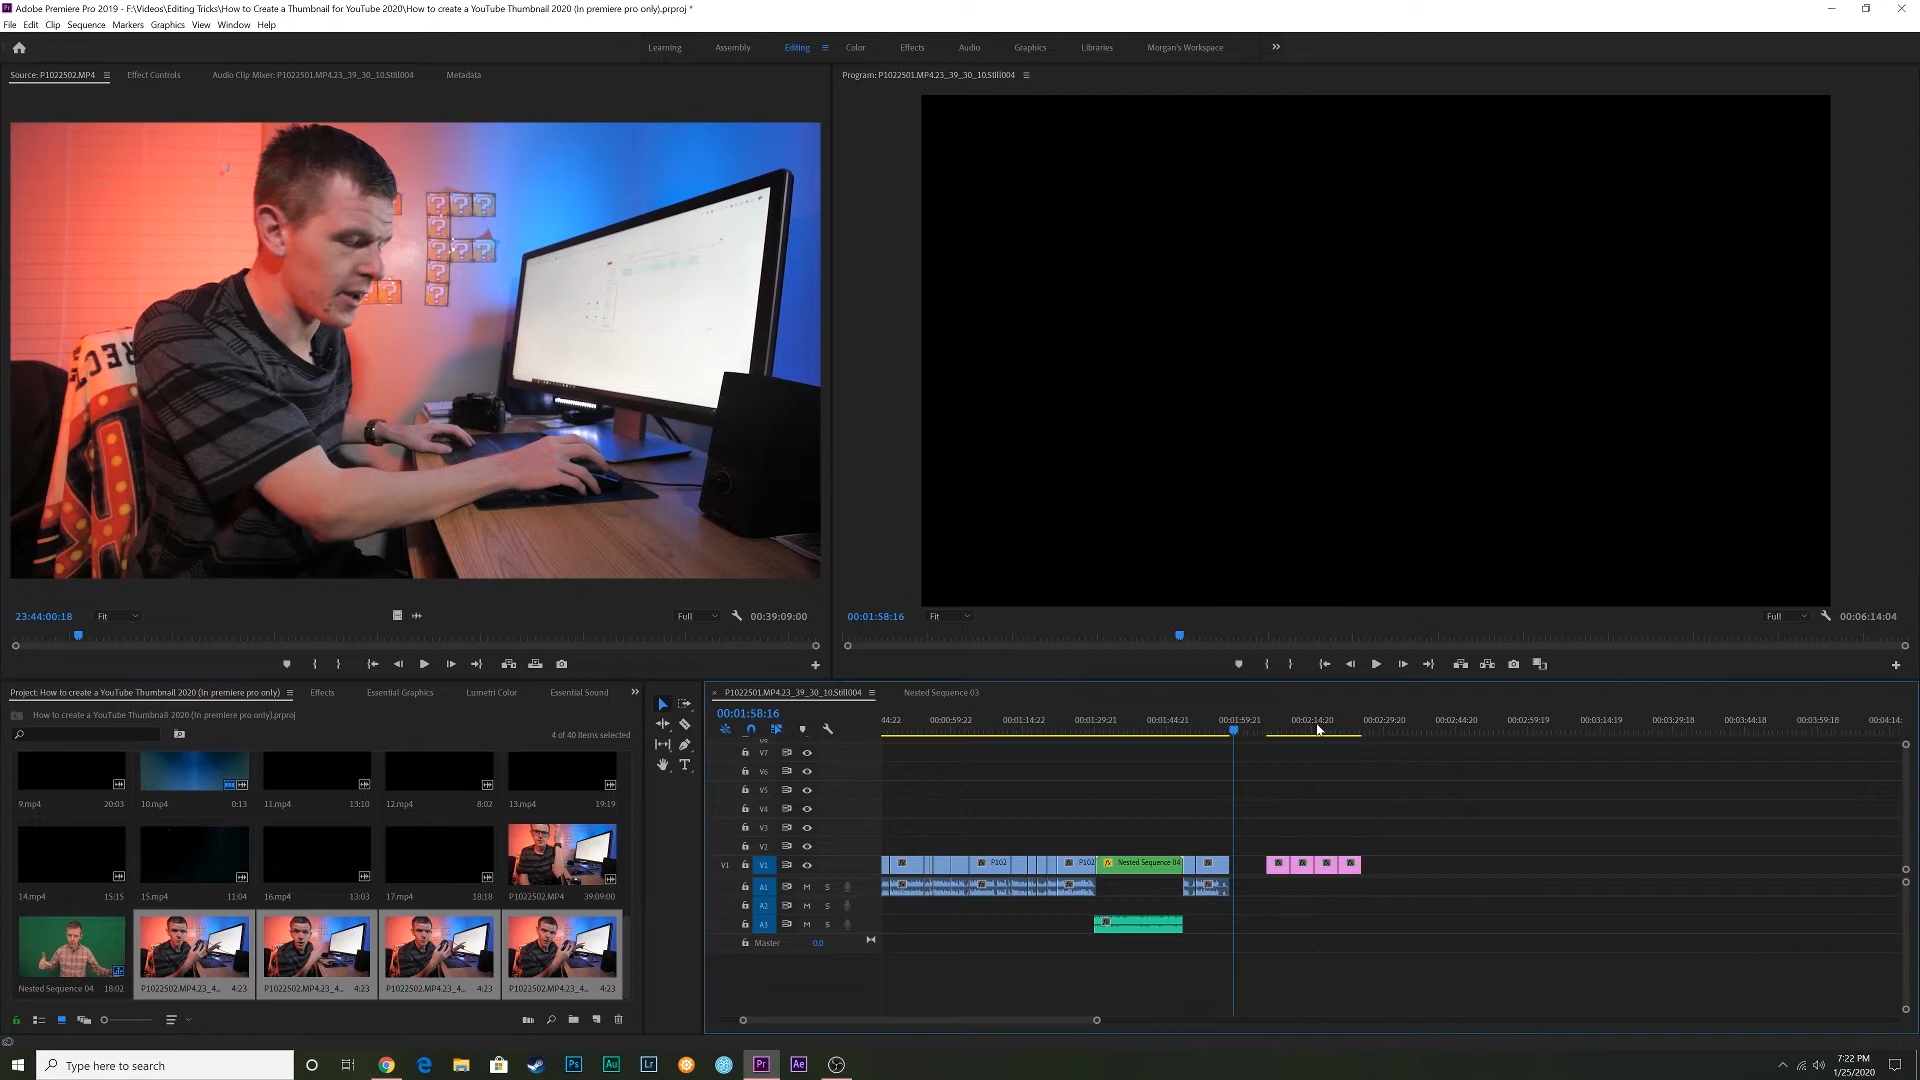 Adobe Premiere Pro 2019 - F:\Videos\Editing Tricks\How to Create a Thumbnail for YouTube 2020\How to create a YouTube Thumbnail 2020 (In premiere pro only).prproj *
File Edit Clip Sequence Markers Graphics View Window Help
Learning Assembly Editing Color Effects Audio Graphics Libraries Morgan's Workspace
Source: P1022502.MP4 Effect Controls Audio Clip Mixer: P1022501.MP4.23_39_30_10.Still004 Metadata
Program: P1022501.MP4.23_39_30_10.Still004
23:44:00:18 Fit Full 00:39:09:00
00:01:58:16 Fit Full 00:06:14:04
Project: How to create a YouTube Thumbnail 2020 (In premiere pro only) Effects Essential Graphics Lumetri Color Essential Sound
How to create a YouTube Thumbnail 2020 (In premiere pro only).prproj
4 of 40 items selected
9.mp4 20:03 10.mp4 0:13 11.mp4 13:10 12.mp4 8:02 13.mp4 19:19
14.mp4 15:15 15.mp4 11:04 16.mp4 13:03 17.mp4 18:18 P1022502.MP4 39:09:00
Nested Sequence 04 18:02 P1022502.MP4.23_4... 4:23 P1022502.MP4.23_4... 4:23 P1022502.MP4.23_4... 4:23 P1022502.MP4.23_4... 4:23
P1022501.MP4.23_39_30_10.Still004 Nested Sequence 03
00:01:58:16
44:22 00:00:59:22 00:01:14:22 00:01:29:21 00:01:44:21 00:01:59:21 00:02:14:20 00:02:29:20 00:02:44:20 00:02:59:19 00:03:14:19 00:03:29:18 00:03:44:18 00:03:59:18 00:04:14:
V7
V6
V5
V4
V3
V2
V1 V1 P102 P102 Nested Sequence 04
A1 M S
A2 M S
A3 M S
Master 0.0
Type here to search
Ps Au Lr Pr Ae
7:22 PM
1/25/2020